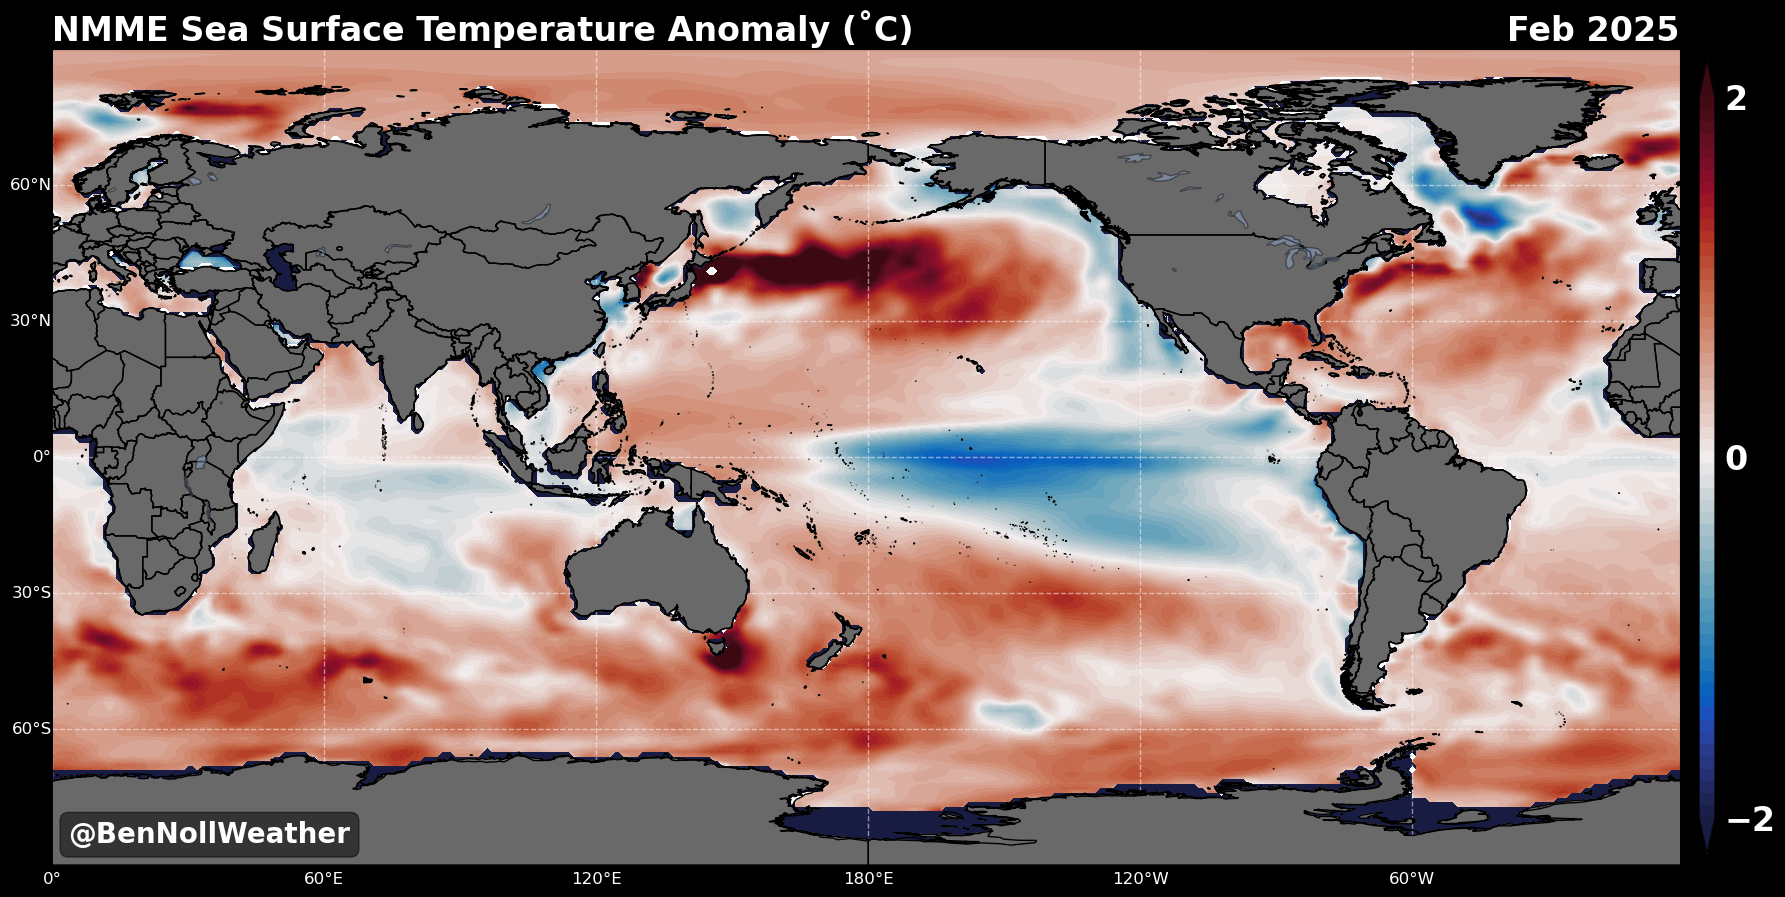 NMME Sea Surface Temperature Anomaly (˚C)
Feb 2025
2
0
−2
60°N
30°N
0°
30°S
60°S
@BenNollWeather
0°
60°E
120°E
180°E
120°W
60°W